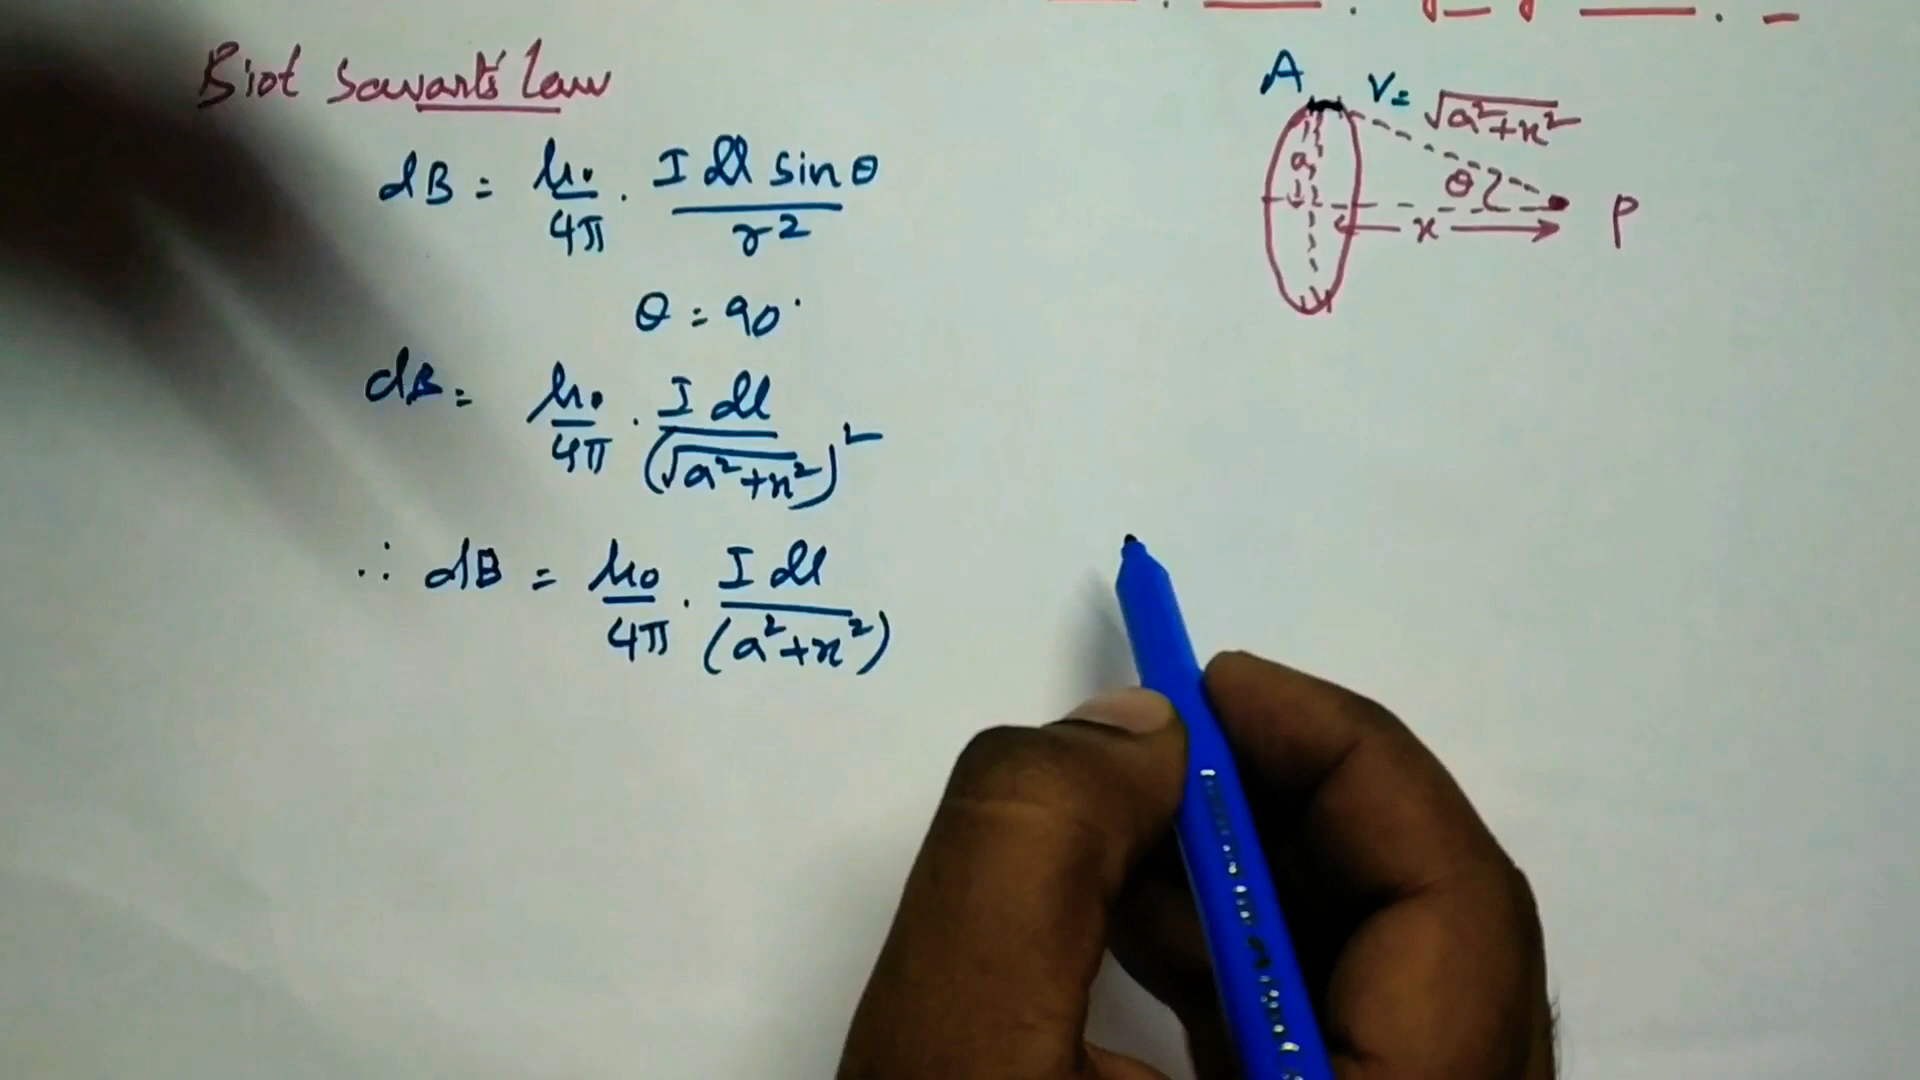 Biot Savart's Law
dB = μ₀/4π . I dl sin θ / r²
θ = 90°
dB = μ₀/4π . I dl / (√a²+x²)²
∴ dB = μ₀/4π . I dl / (a²+x²)
A r = √a²+x²
a
θ
x
P